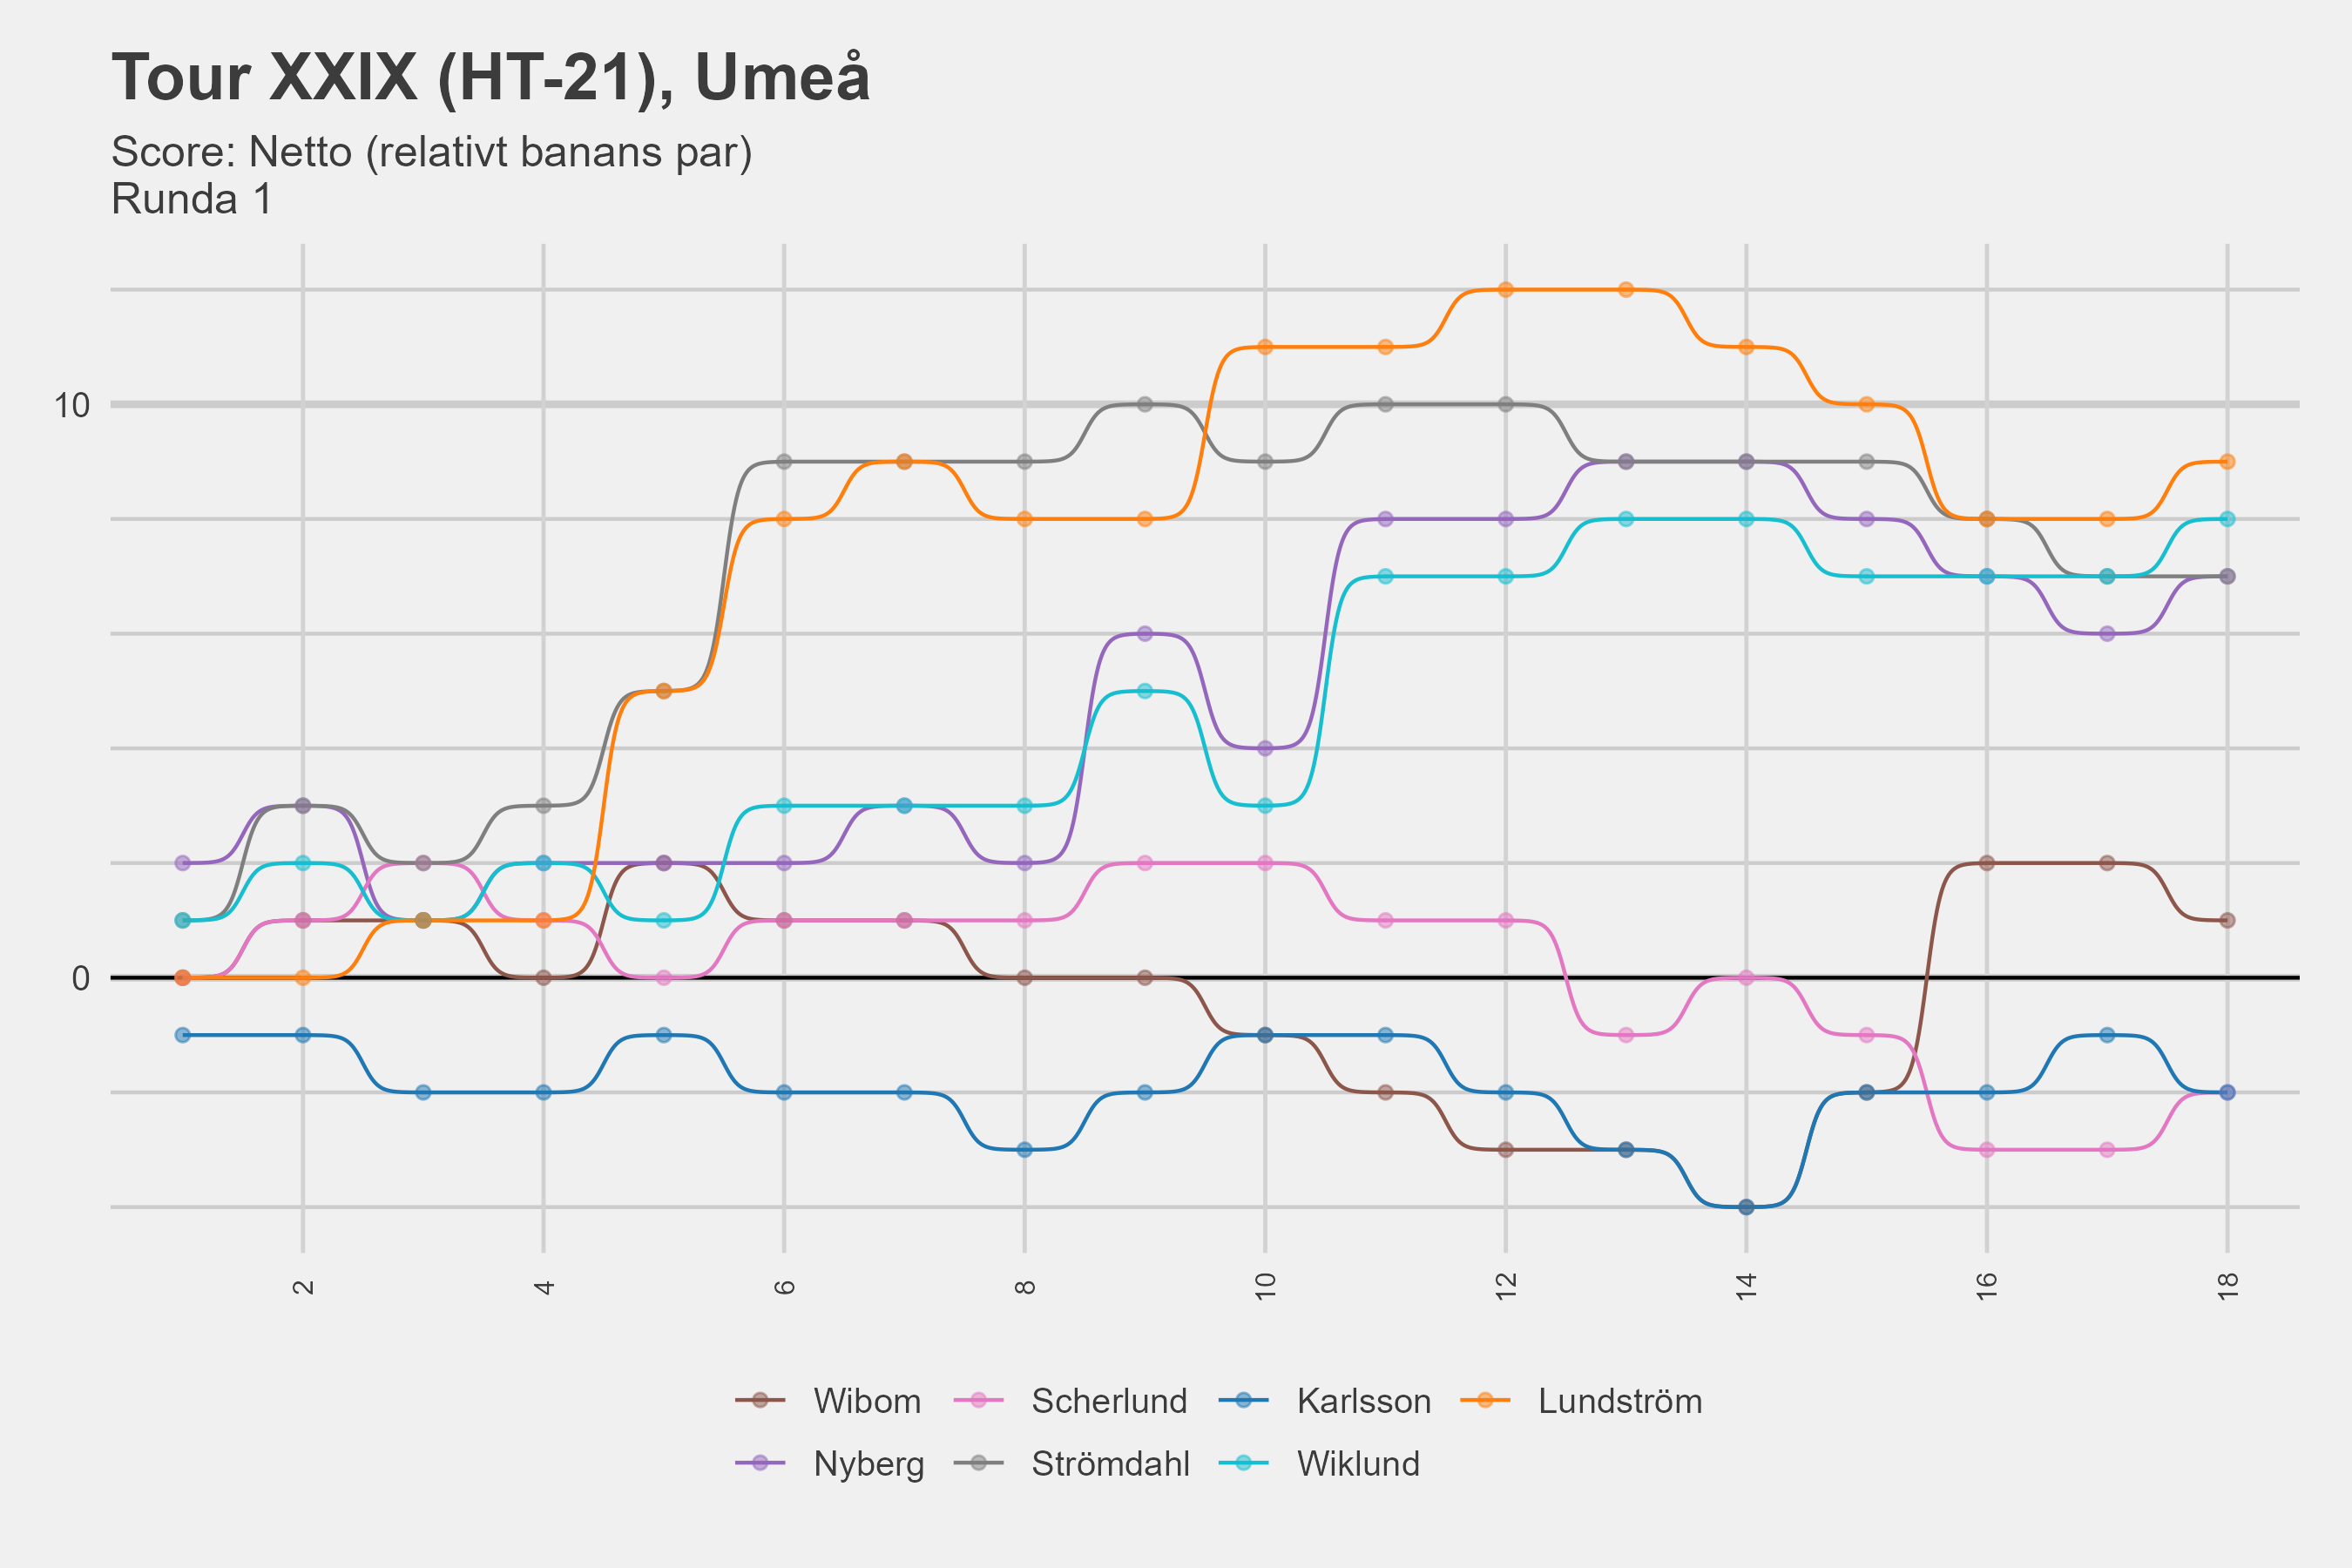 Tour XXIX (HT-21), Umeå
Score: Netto (relativt banans par)
Runda 1
10
0
2 4 6 8 10 12 14 16 18
Wibom Scherlund Karlsson Lundström
Nyberg Strömdahl Wiklund